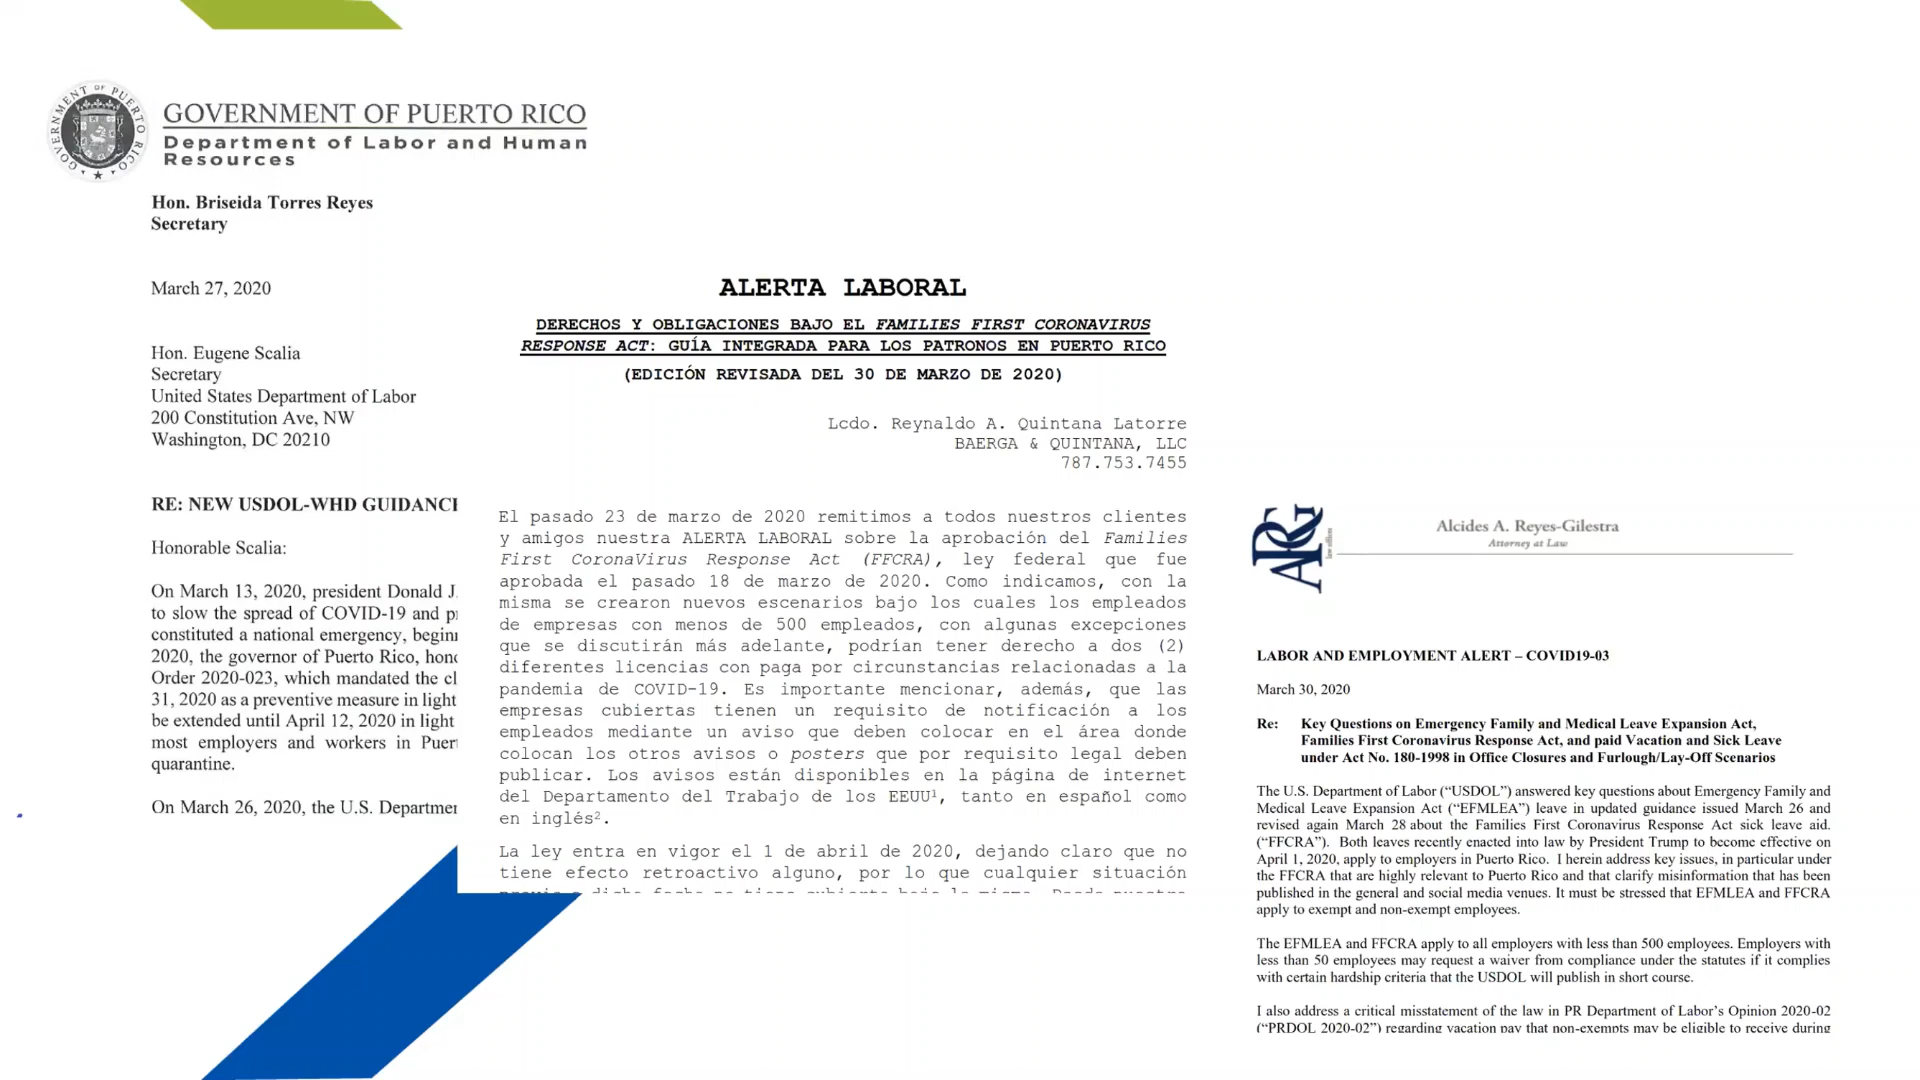 GOVERNMENT OF PUERTO RICO
GOVERNMENT OF PUERTO RICO
Department of Labor and Human
Resources
Hon. Briseida Torres Reyes
Secretary
March 27, 2020
Hon. Eugene Scalia
Secretary
United States Department of Labor
200 Constitution Ave, NW
Washington, DC 20210
RE: NEW USDOL-WHD GUIDANCE
Honorable Scalia:
On March 13, 2020, president Donald J.
to slow the spread of COVID-19 and
constituted a national emergency,
2020, the governor of Puerto Rico,
Order 2020-023, which mandated the
31, 2020 as a preventive measure in light
be extended until April 12, 2020 in light
most employers and workers in
quarantine.
On March 26, 2020, the U.S.
ALERTA LABORAL
DERECHOS Y OBLIGACIONES BAJO EL FAMILIES FIRST CORONAVIRUS
RESPONSE ACT: GUÍA INTEGRADA PARA LOS PATRONOS EN PUERTO RICO
(EDICIÓN REVISADA DEL 30 DE MARZO DE 2020)
Lcdo. Reynaldo A. Quintana Latorre
BAERGA & QUINTANA, LLC
787.753.7455
El pasado 23 de marzo de 2020 remitimos a todos nuestros clientes
y amigos nuestra ALERTA LABORAL sobre la aprobación del Families
First CoronaVirus Response Act (FFCRA), ley federal que fue
aprobada el pasado 18 de marzo de 2020. Como indicamos, con la
misma se crearon nuevos escenarios bajo los cuales los empleados
de empresas con menos de 500 empleados, con algunas excepciones
que se discutirán más adelante, podrían tener derecho a dos (2)
diferentes licencias con paga por circunstancias relacionadas a la
pandemia de COVID-19. Es importante mencionar, además, que las
empresas cubiertas tienen un requisito de notificación a los
empleados mediante un aviso que deben colocar en el área donde
colocan los otros avisos o posters que por requisito legal deben
publicar. Los avisos están disponibles en la página de internet
del Departamento del Trabajo de los EEUU¹, tanto en español como
en inglés².
La ley entra en vigor el 1 de abril de 2020, dejando claro que no
tiene efecto retroactivo alguno, por lo que cualquier situación
ARG
law offices
Alcides A. Reyes-Gilestra
Attorney at Law
LABOR AND EMPLOYMENT ALERT – COVID19-03
March 30, 2020
Re: Key Questions on Emergency Family and Medical Leave Expansion Act,
Families First Coronavirus Response Act, and paid Vacation and Sick Leave
under Act No. 180-1998 in Office Closures and Furlough/Lay-Off Scenarios
The U.S. Department of Labor (“USDOL”) answered key questions about Emergency Family and
Medical Leave Expansion Act (“EFMLEA”) leave in updated guidance issued March 26 and
revised again March 28 about the Families First Coronavirus Response Act sick leave aid.
(“FFCRA”). Both leaves recently enacted into law by President Trump to become effective on
April 1, 2020, apply to employers in Puerto Rico. I herein address key issues, in particular under
the FFCRA that are highly relevant to Puerto Rico and that clarify misinformation that has been
published in the general and social media venues. It must be stressed that EFMLEA and FFCRA
apply to exempt and non-exempt employees.
The EFMLEA and FFCRA apply to all employers with less than 500 employees. Employers with
less than 50 employees may request a waiver from compliance under the statutes if it complies
with certain hardship criteria that the USDOL will publish in short course.
I also address a critical misstatement of the law in PR Department of Labor’s Opinion 2020-02
(“PRDOL 2020-02”) regarding vacation pay that non-exempts may be eligible to receive during